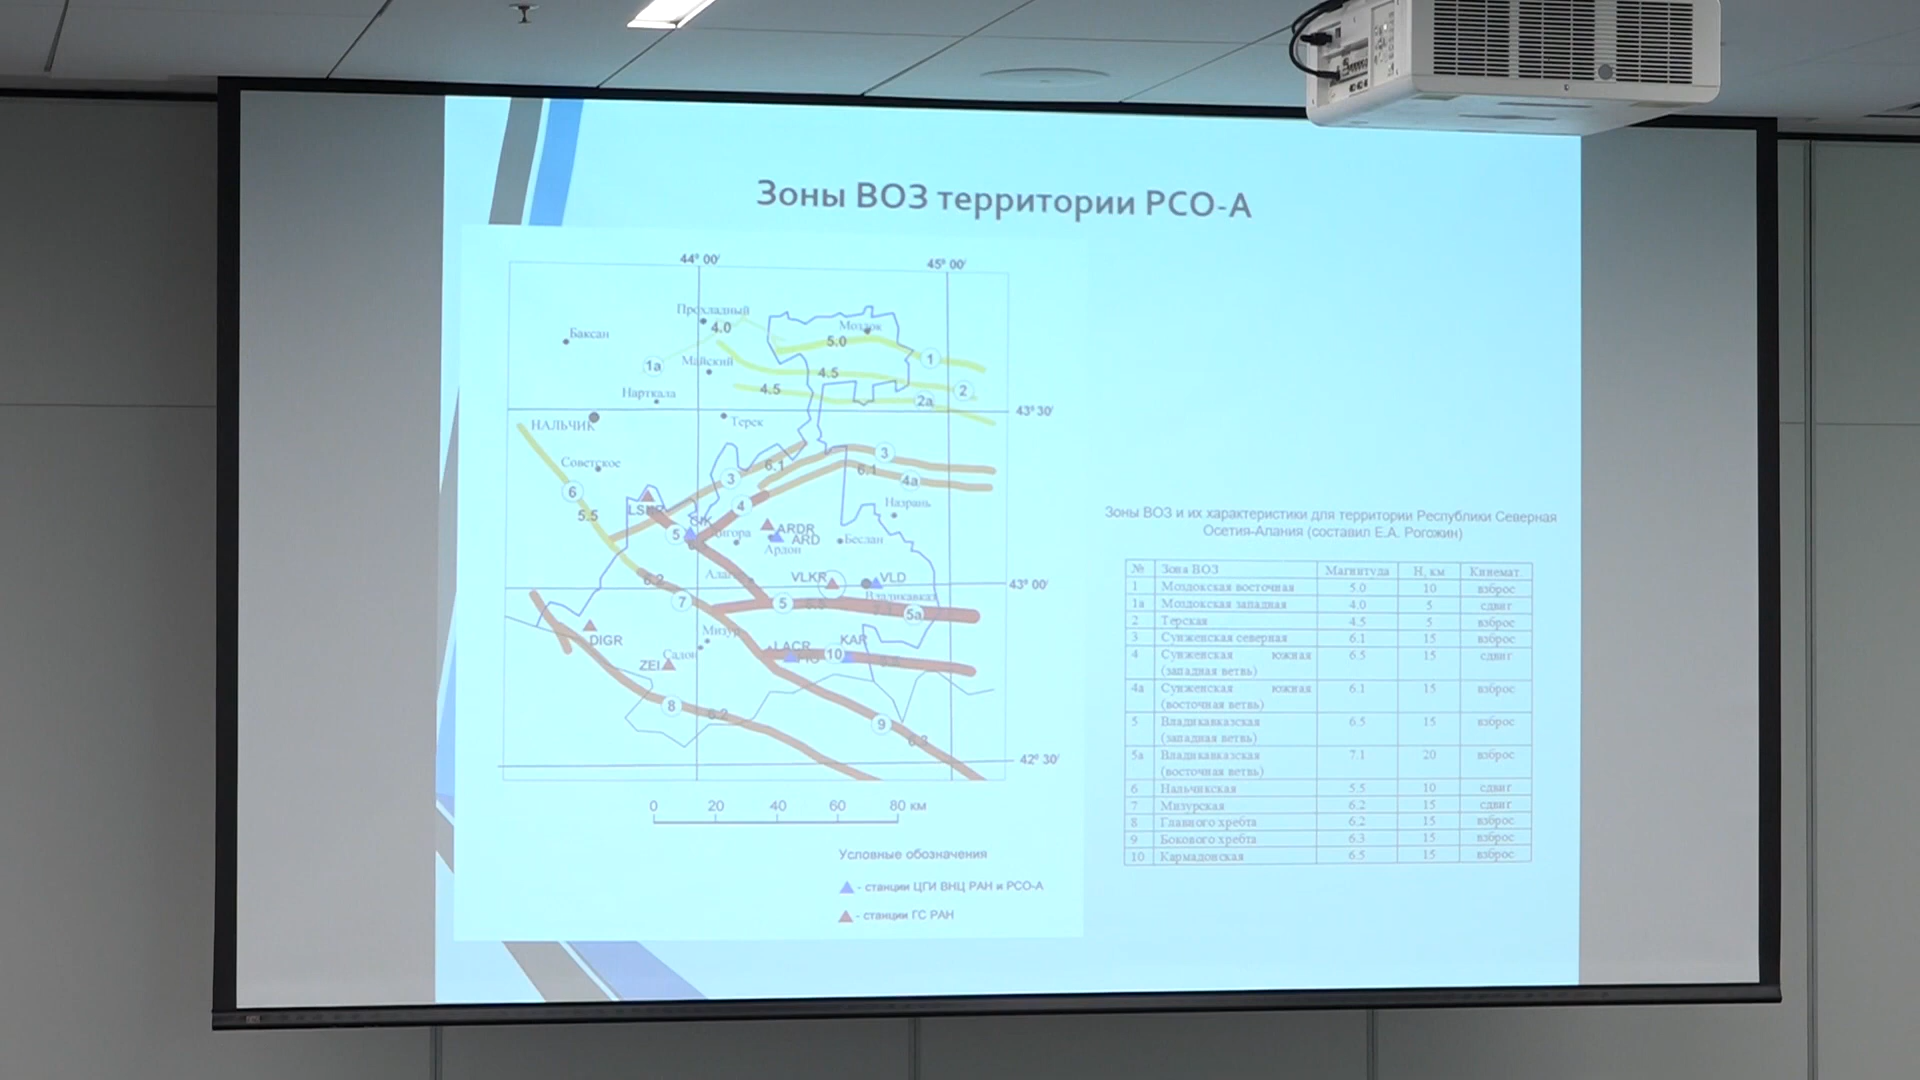 Зоны ВОЗ территории РСО-А
44° 00′ 45° 00′
Прохладный
4.0
Моздок
Баксан
5.0
1
1а
Майский
4.5
2
Нарткала
4.5
2а
43° 30′
НАЛЬЧИК
Терек
3
Советское
6.1
6.1
3
4а
6
4
Назрань
5.5
ARDR
5
ARD
Ардон
Беслан
6.2
VLKR
VLD
43° 00′
Владикавказ
7
5
5а
DIGR
Мизур
KAR
LACR
Садон
ZEI
10
8
6.2
9
6.3
42° 30′
0 20 40 60 80 км
Условные обозначения
- станции ЦГИ ВНЦ РАН и РСО-А
- станции ГС РАН
Зоны ВОЗ и их характеристики для территории Республики Северная
Осетия-Алания (составил Е.А. Рогожин)
№ Зона ВОЗ Магнитуда Н, км Кинемат.
1 Моздокская восточная 5.0 10 взброс
1а Моздокская западная 4.0 5 сдвиг
2 Терская 4.5 5 взброс
3 Сунженская северная 6.1 15 взброс
4 Сунженская южная 6.5 15 сдвиг
(западная ветвь)
4а Сунженская южная 6.1 15 взброс
(восточная ветвь)
5 Владикавказская 6.5 15 взброс
(западная ветвь)
5а Владикавказская 7.1 20 взброс
(восточная ветвь)
6 Нальчикская 5.5 10 сдвиг
7 Мизурская 6.2 15 сдвиг
8 Главного хребта 6.2 15 взброс
9 Бокового хребта 6.3 15 взброс
10 Кармадонская 6.5 15 взброс